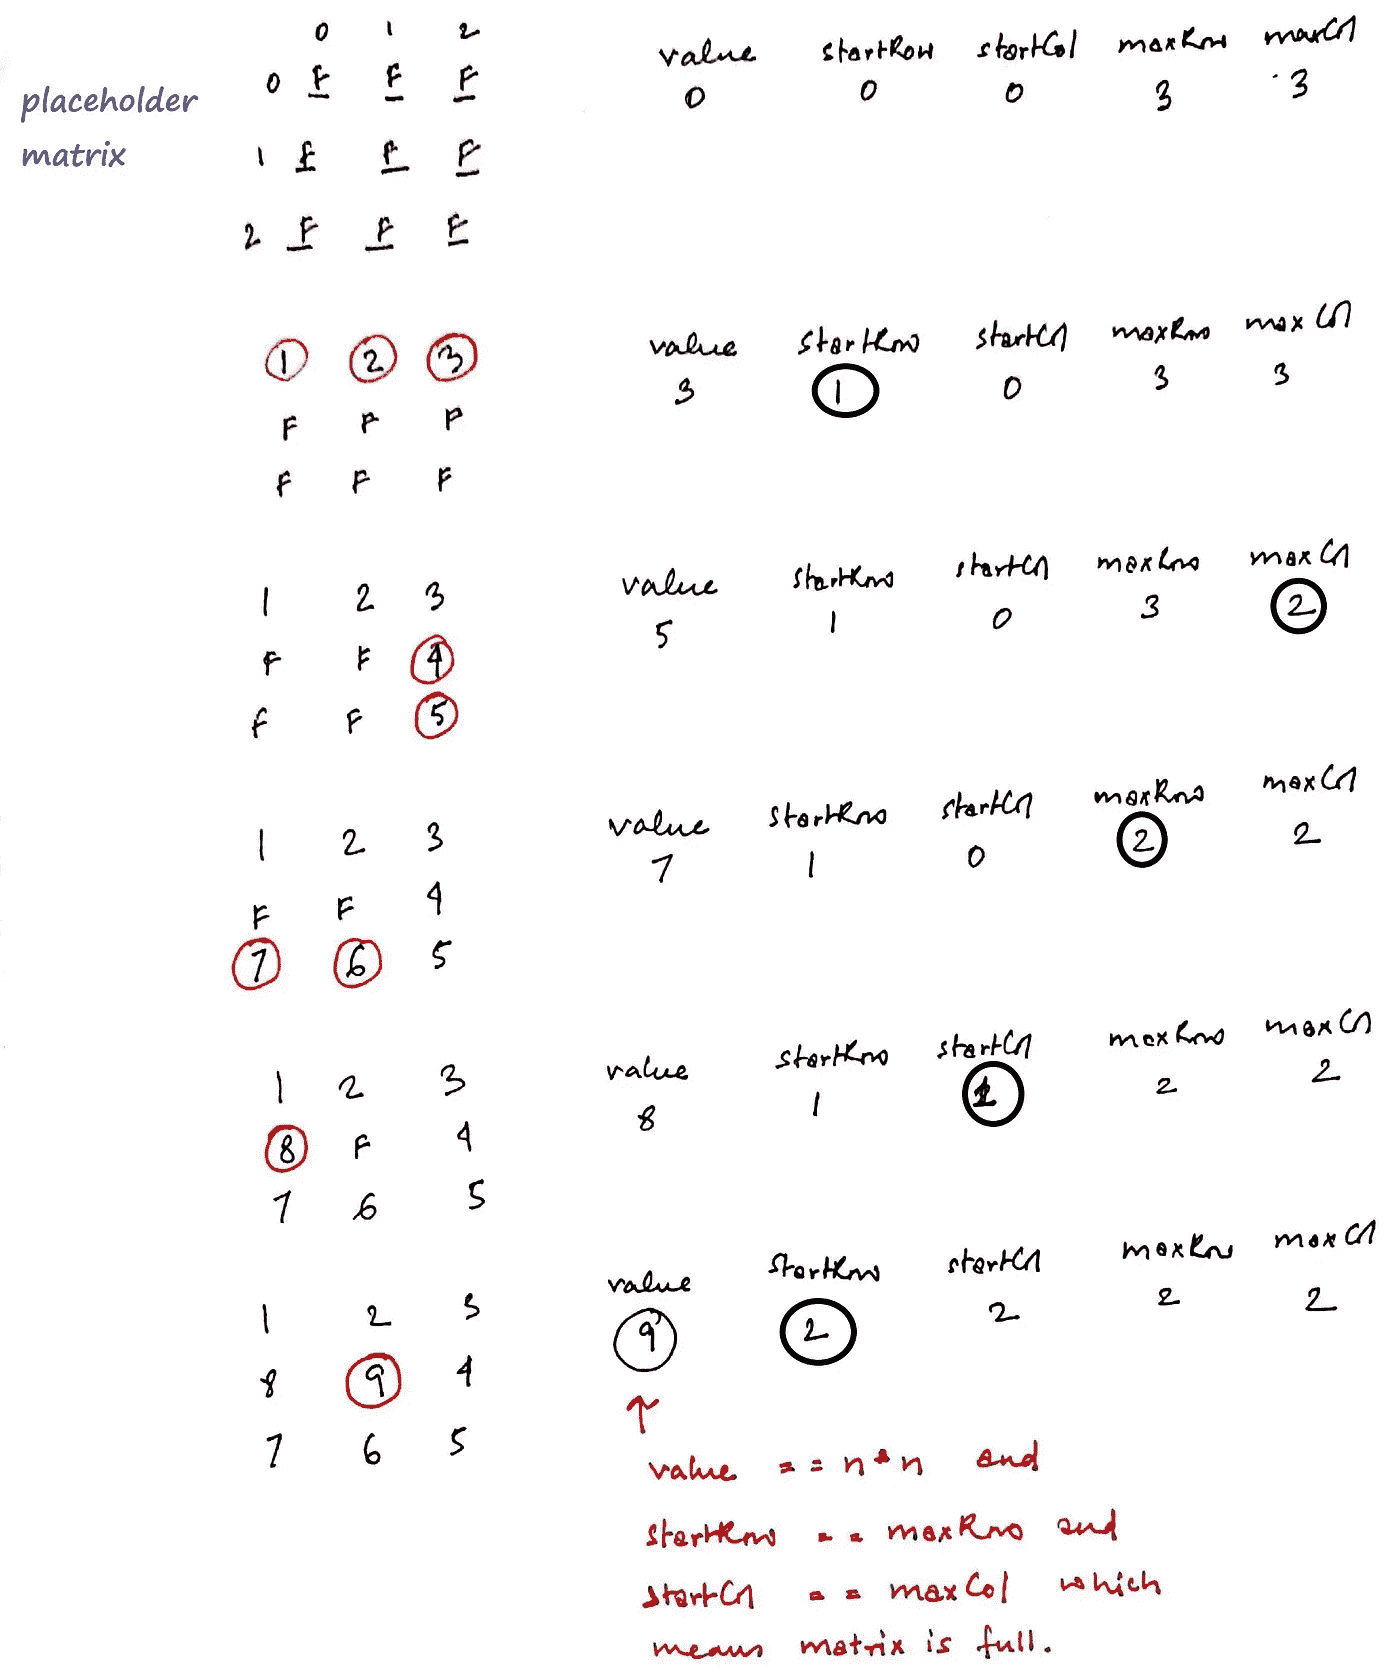 0 1 2
value startRow startCol maxRow maxCol
placeholder 0 F F F
0 0 0 3 3
matrix 1 F F F
2 F F F
value startRow startCol maxRow maxCol
1 2 3
3 1 0 3 3
F F F
F F F
value startRow startCol maxRow maxCol
1 2 3
5 1 0 3 2
F F 4
F F 5
value startRow startCol maxRow maxCol
1 2 3
7 1 0 2 2
F F 4
7 6 5
value startRow startCol maxRow maxCol
1 2 3
8 1 1 2 2
8 F 4
7 6 5
value startRow startCol maxRow maxCol
1 2 3
9 2 2 2 2
8 9 4
7 6 5
value == n*n and
startRow == maxRow and
startCol == maxCol which
means matrix is full.